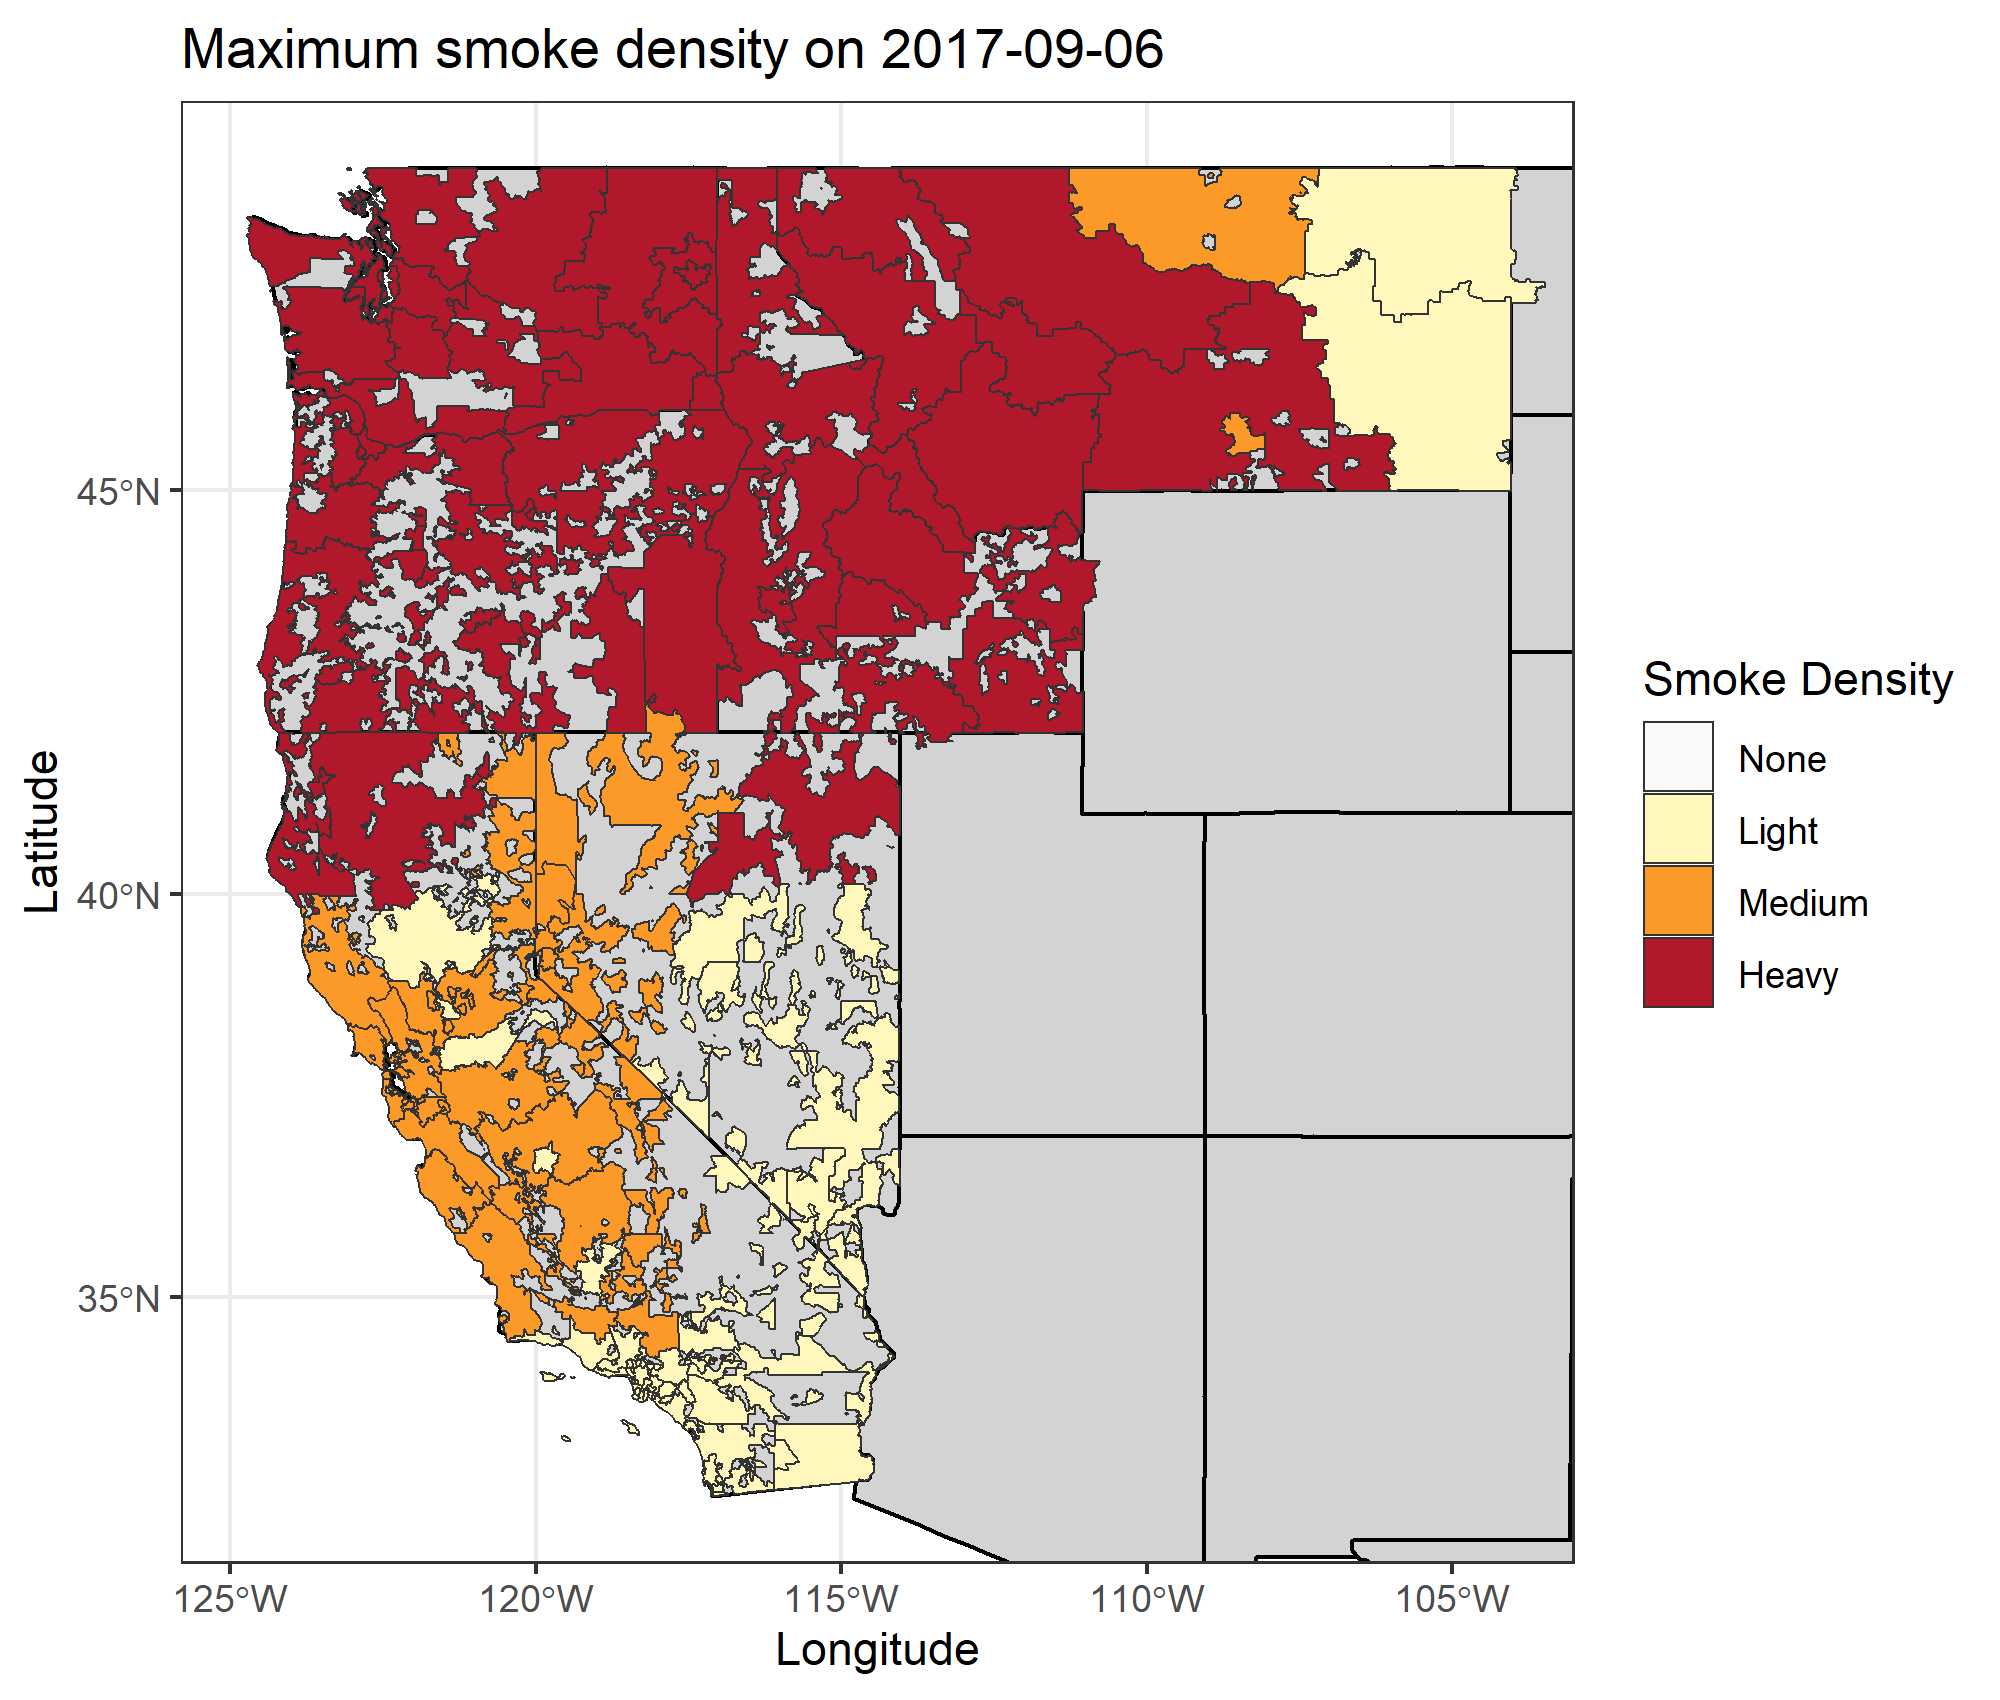 Maximum smoke density on 2017-09-06
45°N
40°N
35°N
Latitude
125°W
120°W
115°W
110°W
105°W
Longitude
Smoke Density
None
Light
Medium
Heavy